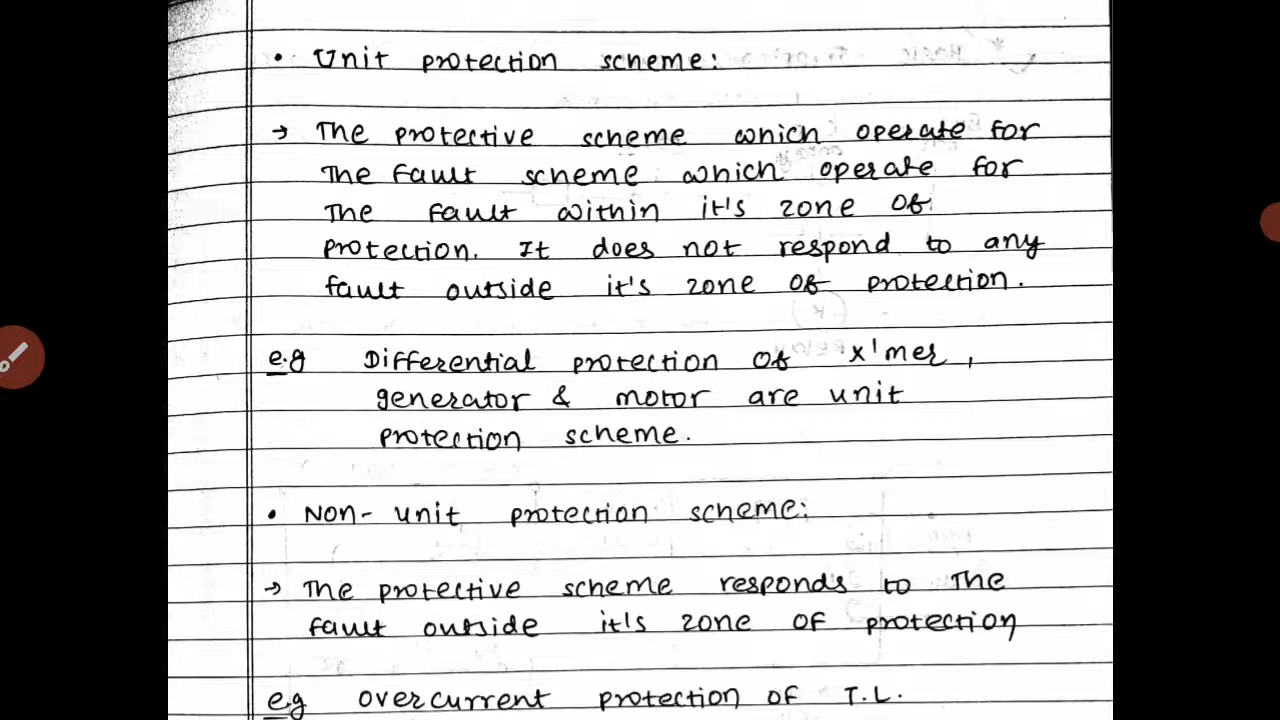 • Unit protection scheme:
→ The protective scheme which operate for
the fault scheme which operate for
the fault within it's zone of
protection. It does not respond to any
fault outside it's zone of protection.
e.g Differential protection of x'mer,
generator & motor are unit
protection scheme.
• Non-unit protection scheme:
→ The protective scheme responds to the
fault outside it's zone of protection
e.g overcurrent protection of T.L.